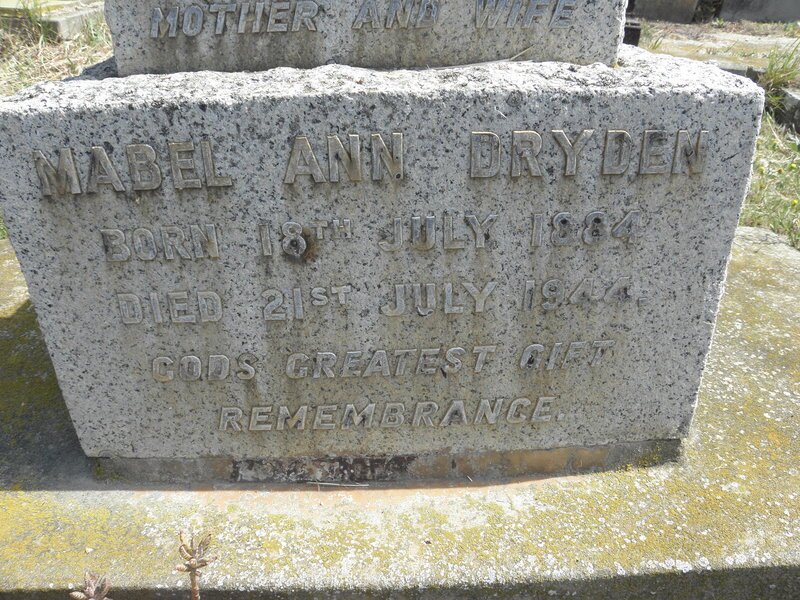 MOTHER AND WIFE
MABEL ANN DRYDEN
BORN 18TH JULY 1884
DIED 21ST JULY 1944.
GODS GREATEST GIFT
REMEMBRANCE.